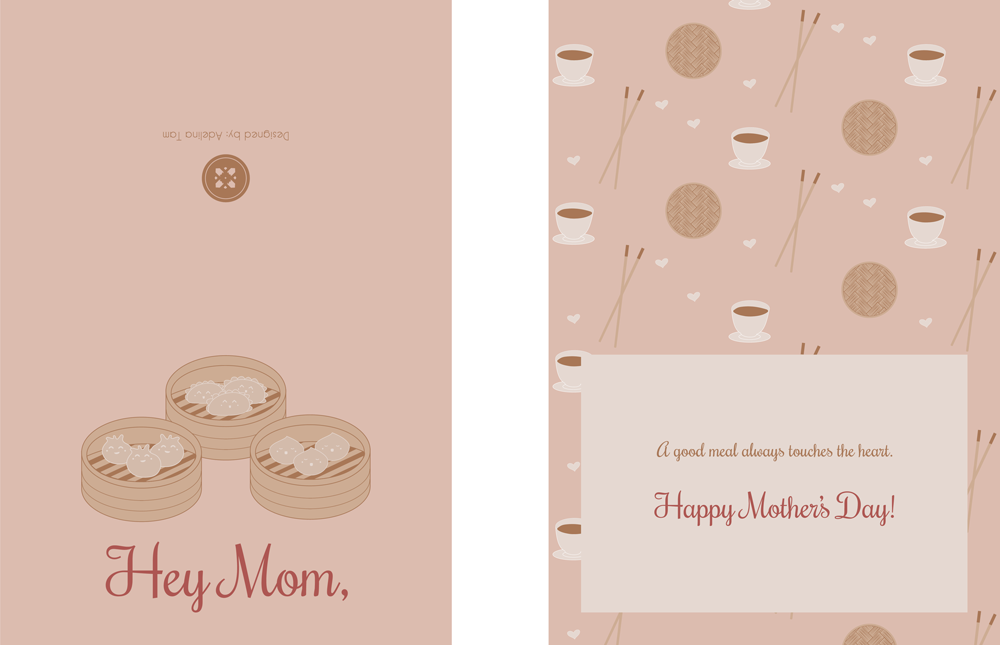 Designed by: Adelina Tam
Hey Mom,
A good meal always touches the heart.
Happy Mother's Day!